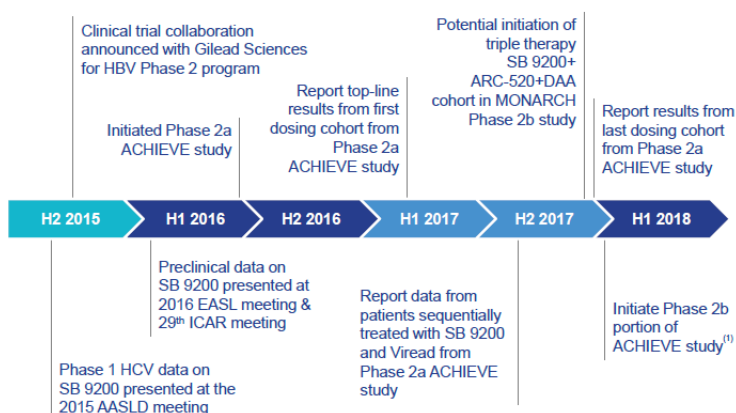 Clinical trial collaboration
announced with Gilead Sciences
for HBV Phase 2 program
Initiated Phase 2a
ACHIEVE study
Report top-line
results from first
dosing cohort from
Phase 2a
ACHIEVE study
Potential initiation of
triple therapy
SB 9200+
ARC-520+DAA
cohort in MONARCH
Phase 2b study
Report results from
last dosing cohort
from Phase 2a
ACHIEVE study
H2 2015
H1 2016
H2 2016
H1 2017
H2 2017
H1 2018
Phase 1 HCV data on
SB 9200 presented at the
2015 AASLD meeting
Preclinical data on
SB 9200 presented at
2016 EASL meeting &
29th ICAR meeting
Report data from
patients sequentially
treated with SB 9200
and Viread from
Phase 2a ACHIEVE
study
Initiate Phase 2b
portion of
ACHIEVE study(1)